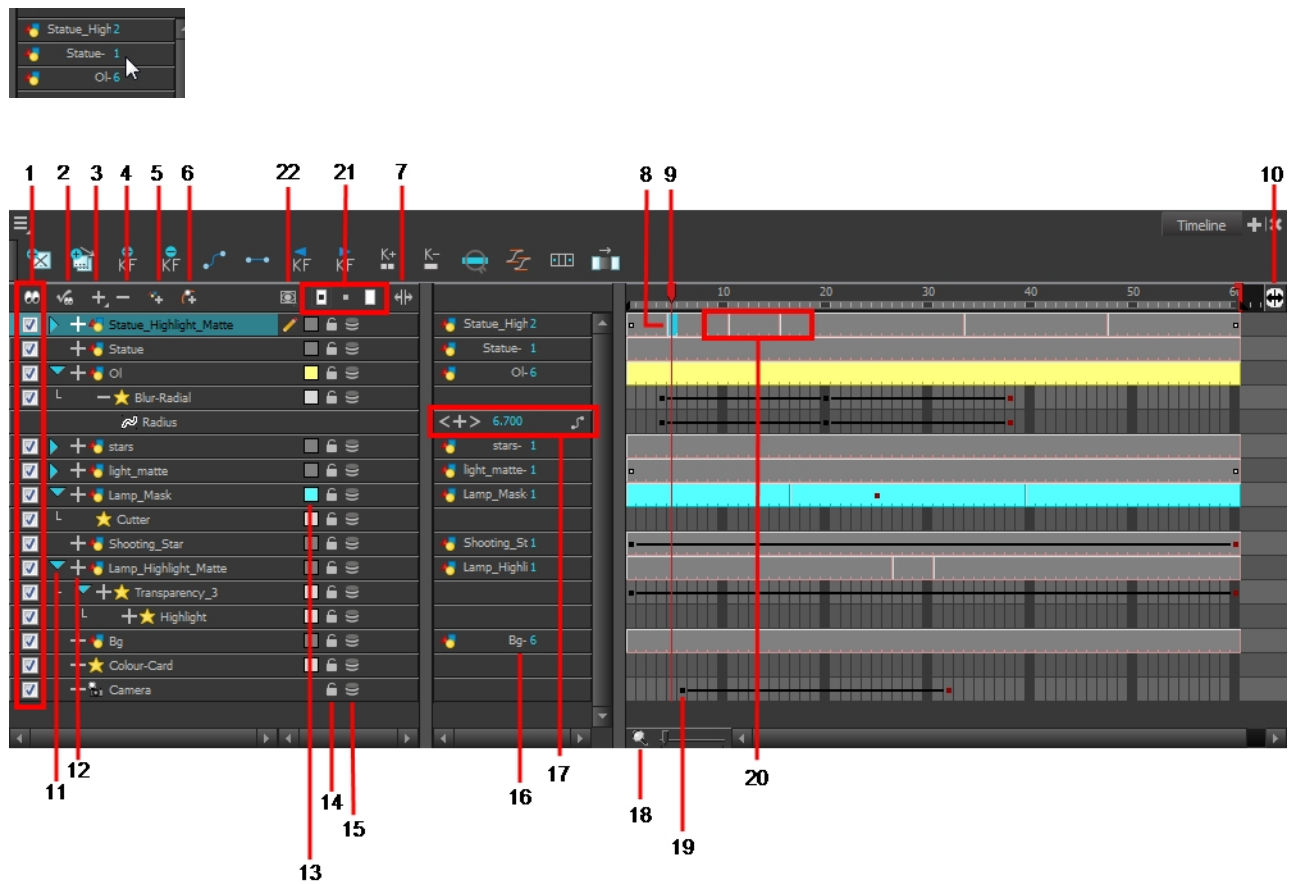 Statue_High 2
Statue- 1
Ol- 6
1 2 3 4 5 6 22 21 7 8 9 10
Timeline
KF KF KF KF K+ K-
10 20 30 40 50 6
Statue_Highlight_Matte Statue_High 2
Statue Statue- 1
Ol Ol- 6
Blur-Radial
Radius <+> 6.700
stars stars- 1
light_matte light_matte- 1
Lamp_Mask Lamp_Mask- 1
Cutter
Shooting_Star Shooting_St 1
Lamp_Highlight_Matte Lamp_Highli 1
Transparency_3
Highlight
Bg Bg- 6
Colour-Card
Camera
11 12 13 14 15 16 17 18 19 20